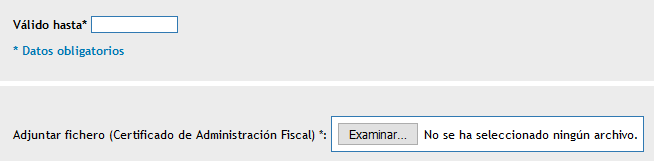 Válido hasta*
* Datos obligatorios
Adjuntar fichero (Certificado de Administración Fiscal) *: Examinar... No se ha seleccionado ningún archivo.